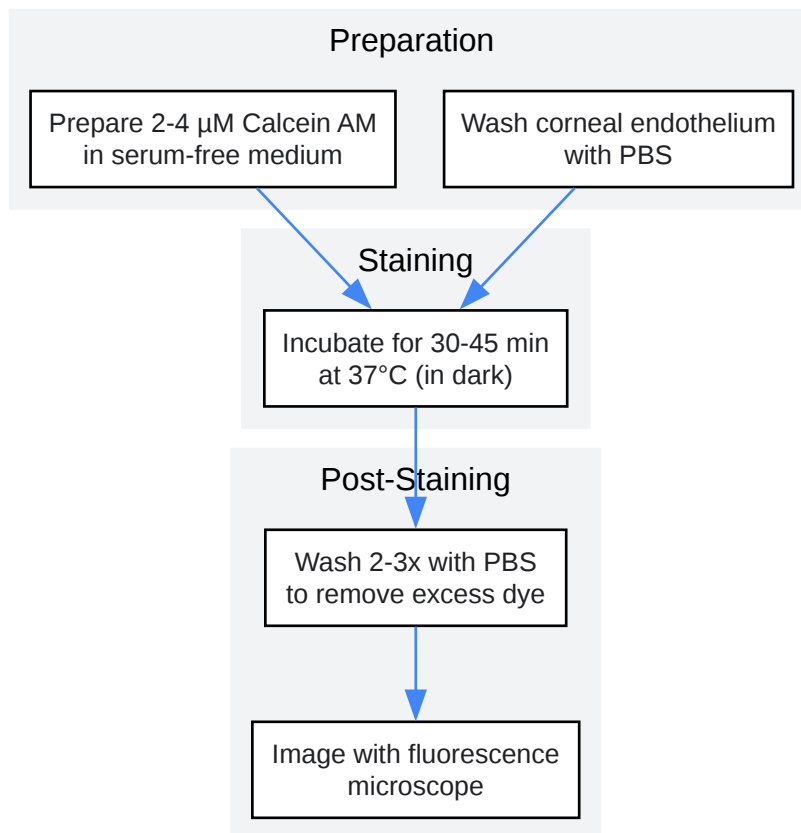 Preparation
Prepare 2-4 µM Calcein AM
in serum-free medium
Wash corneal endothelium
with PBS
Staining
Incubate for 30-45 min
at 37°C (in dark)
Post-Staining
Wash 2-3x with PBS
to remove excess dye
Image with fluorescence
microscope